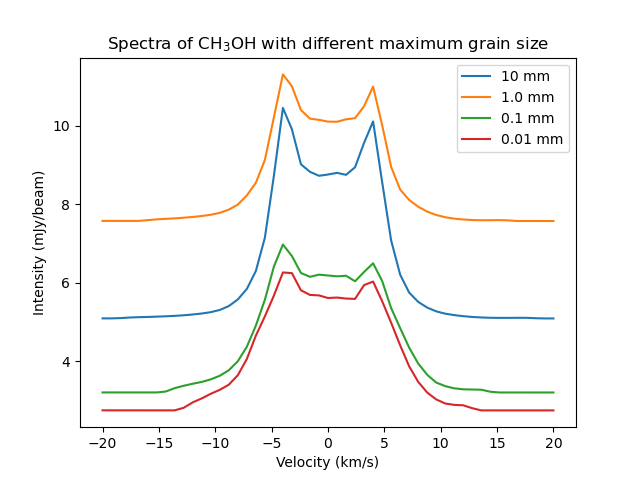 Spectra of CH₃OH with different maximum grain size
10 mm
1.0 mm
0.1 mm
0.01 mm
Intensity (mJy/beam)
10
8
6
4
−20 −15 −10 −5 0 5 10 15 20
Velocity (km/s)